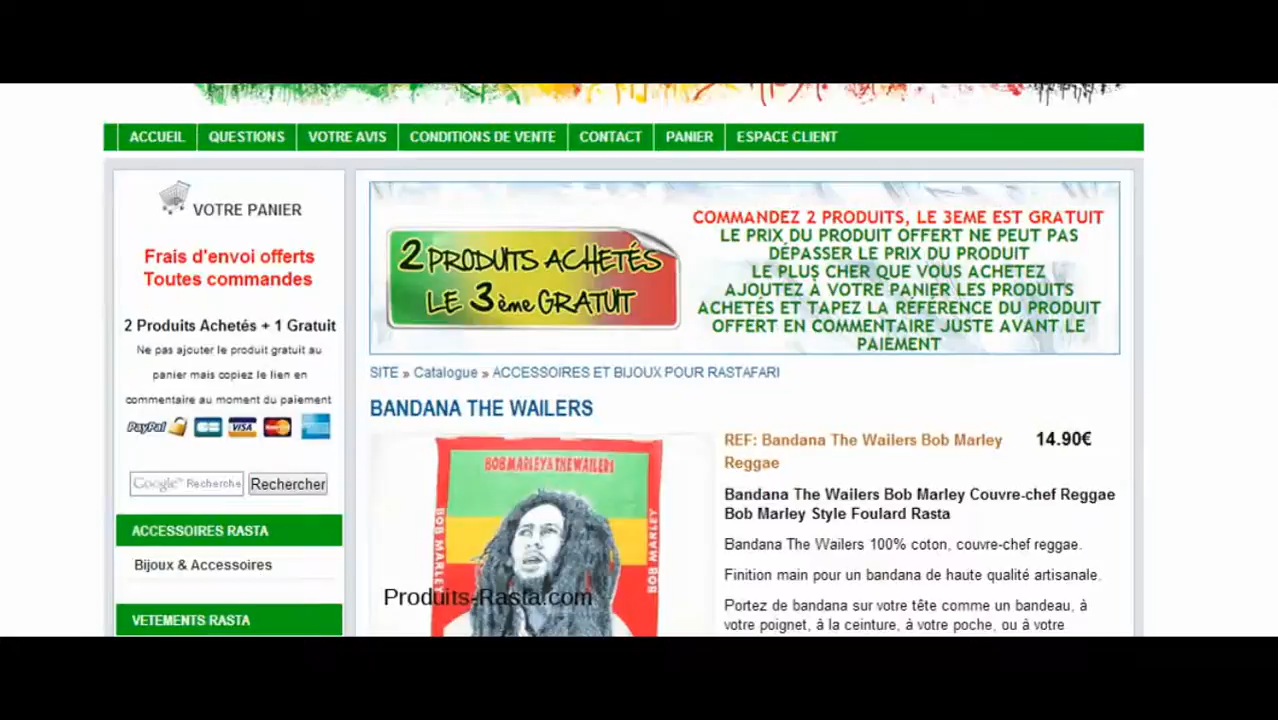 ACCUEIL QUESTIONS VOTRE AVIS CONDITIONS DE VENTE CONTACT PANIER ESPACE CLIENT
VOTRE PANIER
Frais d'envoi offerts
Toutes commandes
2 Produits Achetés + 1 Gratuit
Ne pas ajouter le produit gratuit au
panier mais copiez le lien en
commentaire au moment du paiement
PayPal VISA
Google™ Recherche Rechercher
ACCESSOIRES RASTA
Bijoux & Accessoires
VETEMENTS RASTA
2 PRODUITS ACHETÉS
LE 3ème GRATUIT
COMMANDEZ 2 PRODUITS, LE 3EME EST GRATUIT
LE PRIX DU PRODUIT OFFERT NE PEUT PAS
DÉPASSER LE PRIX DU PRODUIT
LE PLUS CHER QUE VOUS ACHETEZ
AJOUTEZ À VOTRE PANIER LES PRODUITS
ACHETÉS ET TAPEZ LA RÉFÉRENCE DU PRODUIT
OFFERT EN COMMENTAIRE JUSTE AVANT LE
PAIEMENT
SITE » Catalogue » ACCESSOIRES ET BIJOUX POUR RASTAFARI
BANDANA THE WAILERS
BOB MARLEY & THE WAILERS
BOB MARLEY
BOB MARLEY
Produits-Rasta.com
REF: Bandana The Wailers Bob Marley
Reggae
14.90€
Bandana The Wailers Bob Marley Couvre-chef Reggae
Bob Marley Style Foulard Rasta
Bandana The Wailers 100% coton, couvre-chef reggae.
Finition main pour un bandana de haute qualité artisanale.
Portez de bandana sur votre tête comme un bandeau, à
votre poignet, à la ceinture, à votre poche, ou à votre